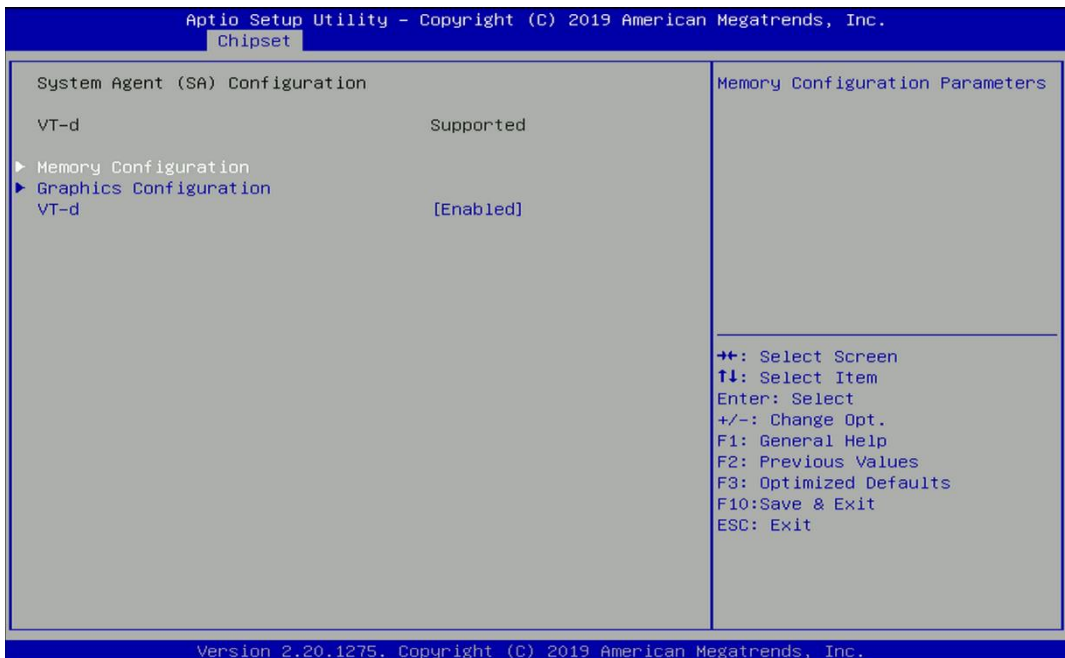 Aptio Setup Utility – Copyright (C) 2019 American Megatrends, Inc.
Chipset
System Agent (SA) Configuration
VT-d Supported
▶ Memory Configuration
▶ Graphics Configuration
VT-d [Enabled]
Memory Configuration Parameters
→←: Select Screen
↑↓: Select Item
Enter: Select
+/-: Change Opt.
F1: General Help
F2: Previous Values
F3: Optimized Defaults
F10:Save & Exit
ESC: Exit
Version 2.20.1275. Copyright (C) 2019 American Megatrends, Inc.